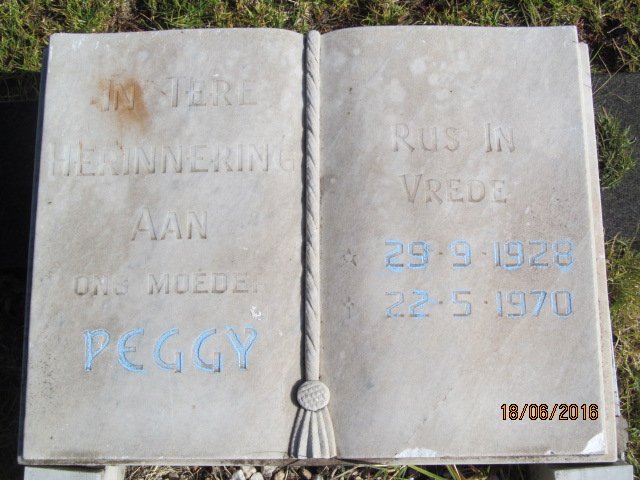 IN TERE
HERINNERING
AAN
ONS MOEDER
PEGGY
RUS IN
VREDE
* 29·9·1928
† 22·5·1970
18/06/2016